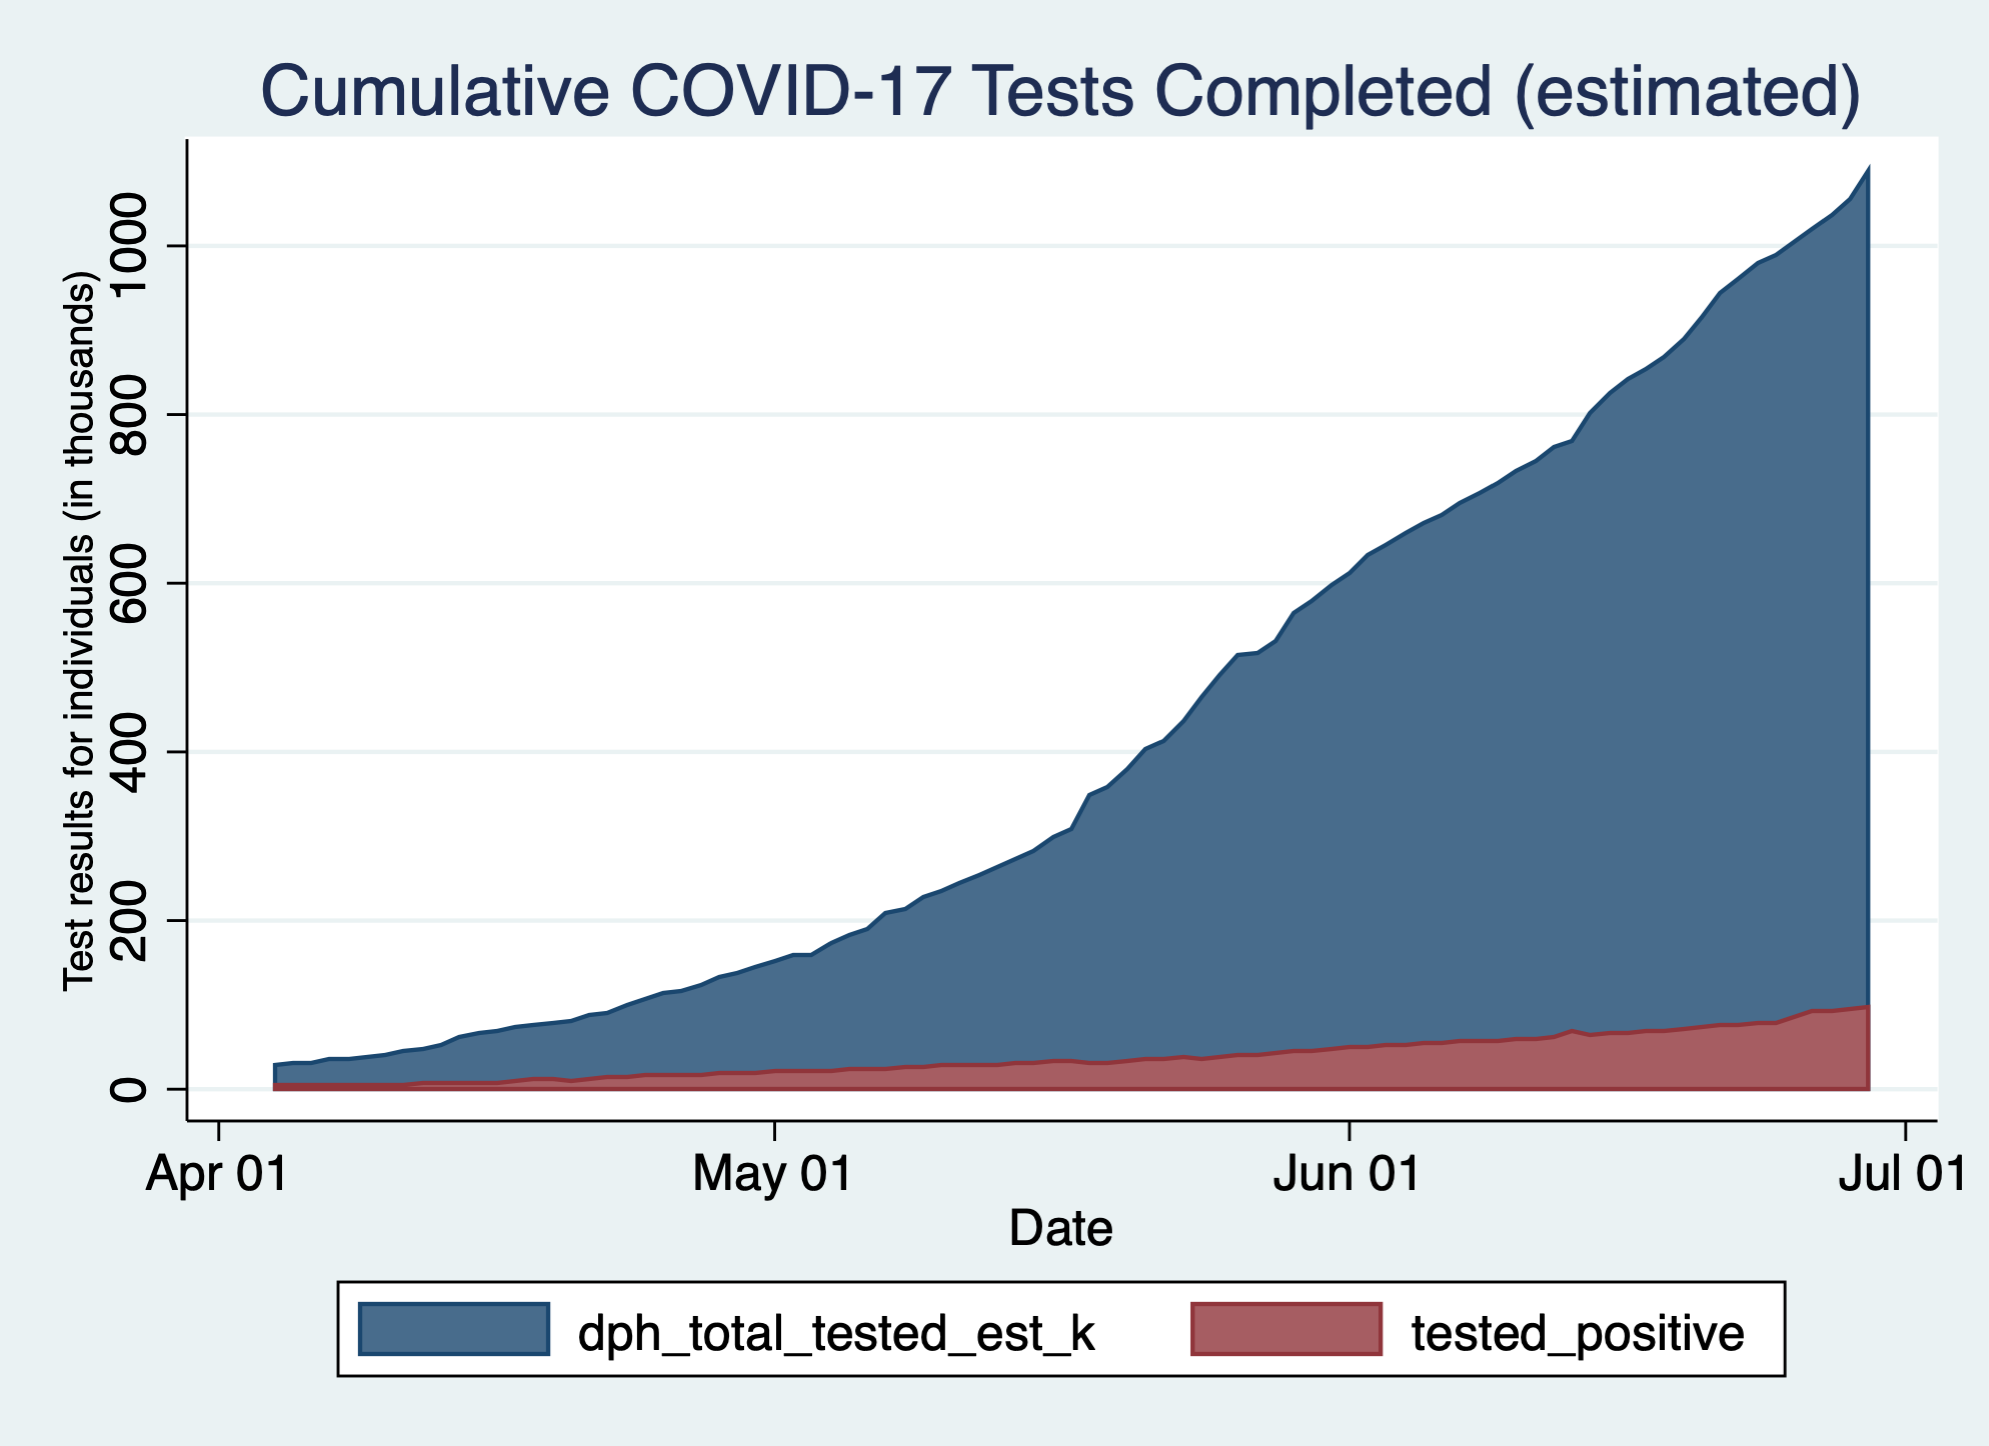 Cumulative COVID-17 Tests Completed (estimated)
Test results for individuals (in thousands)
1000
800
600
400
200
0
Apr 01 May 01 Jun 01 Jul 01
Date
dph_total_tested_est_k tested_positive